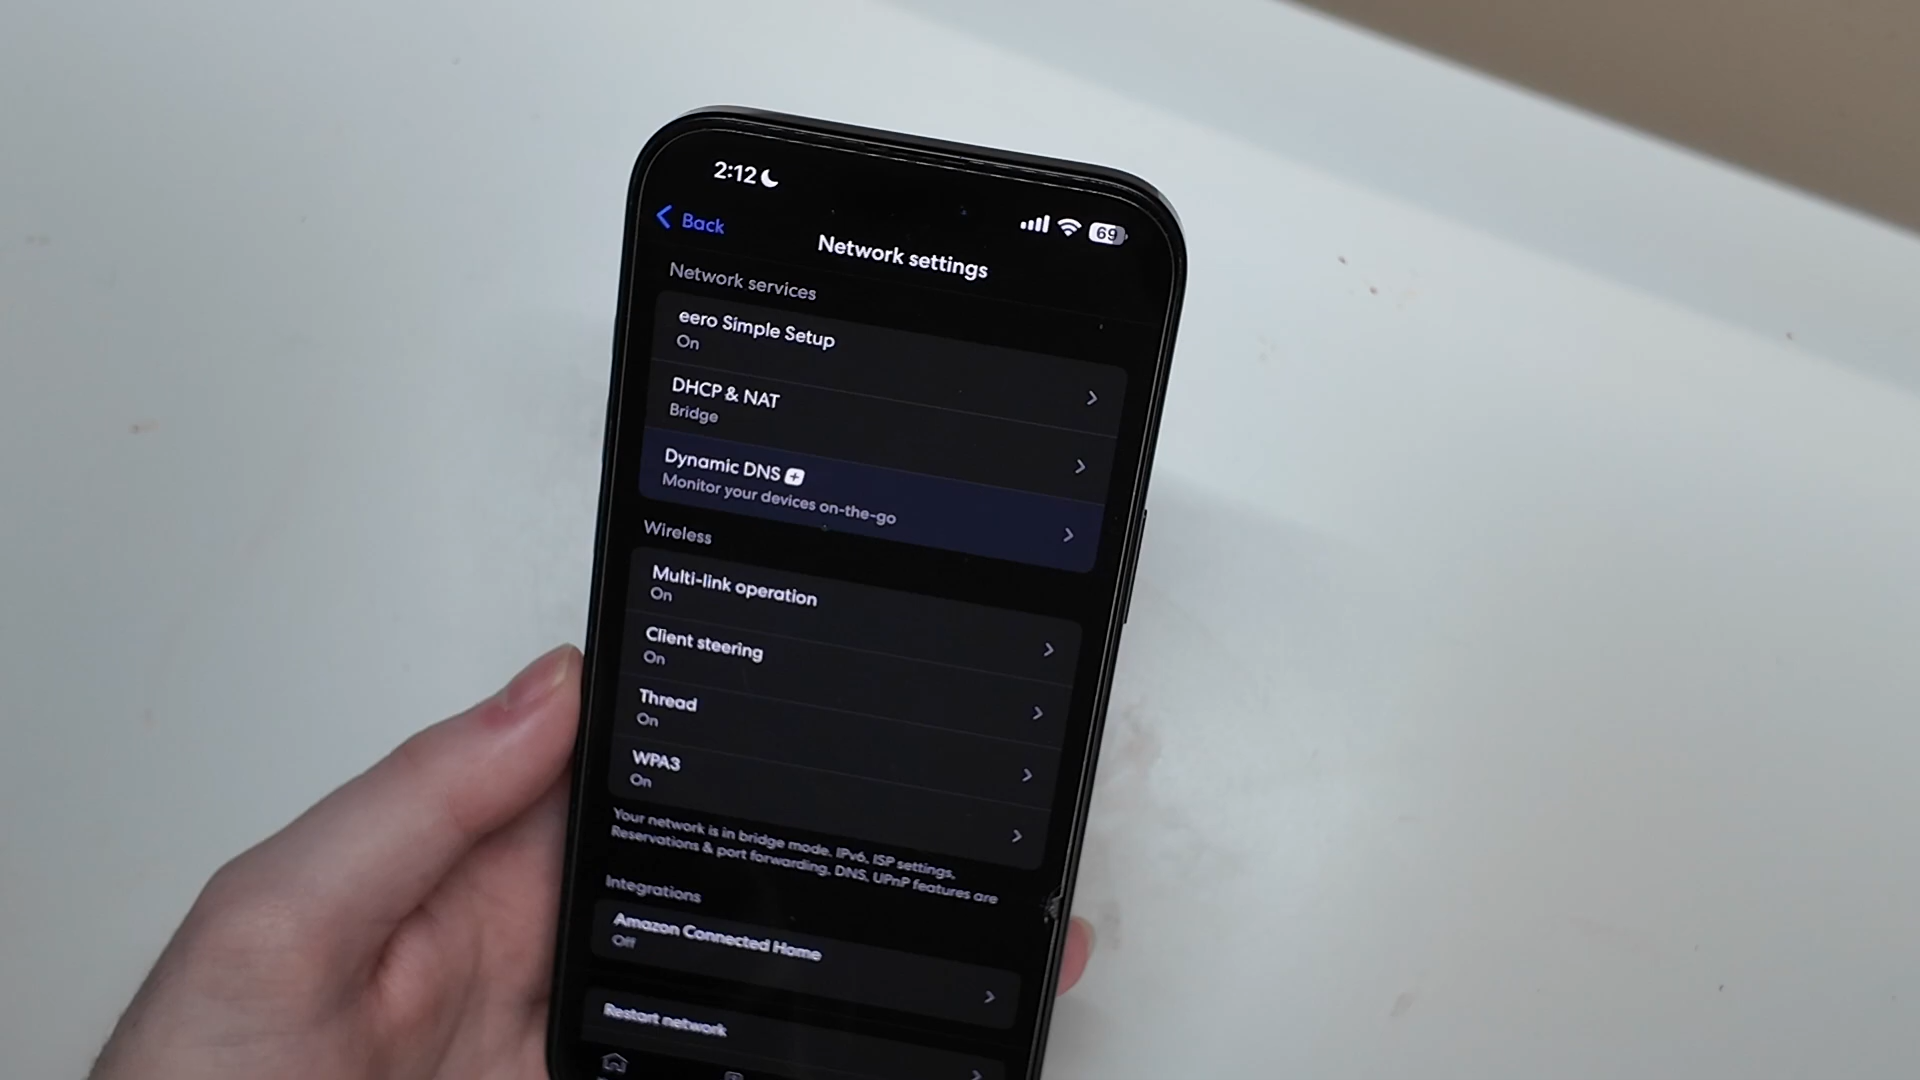 2:12
69
Back
Network settings
Network services
eero Simple Setup
On
DHCP & NAT
Bridge
Dynamic DNS
Monitor your devices on-the-go
Wireless
Multi-link operation
On
Client steering
On
Thread
On
WPA3
On
Your network is in bridge mode. IPv6, ISP settings,
Reservations & port forwarding, DNS, UPnP features are
Integrations
Amazon Connected Home
Off
Restart network